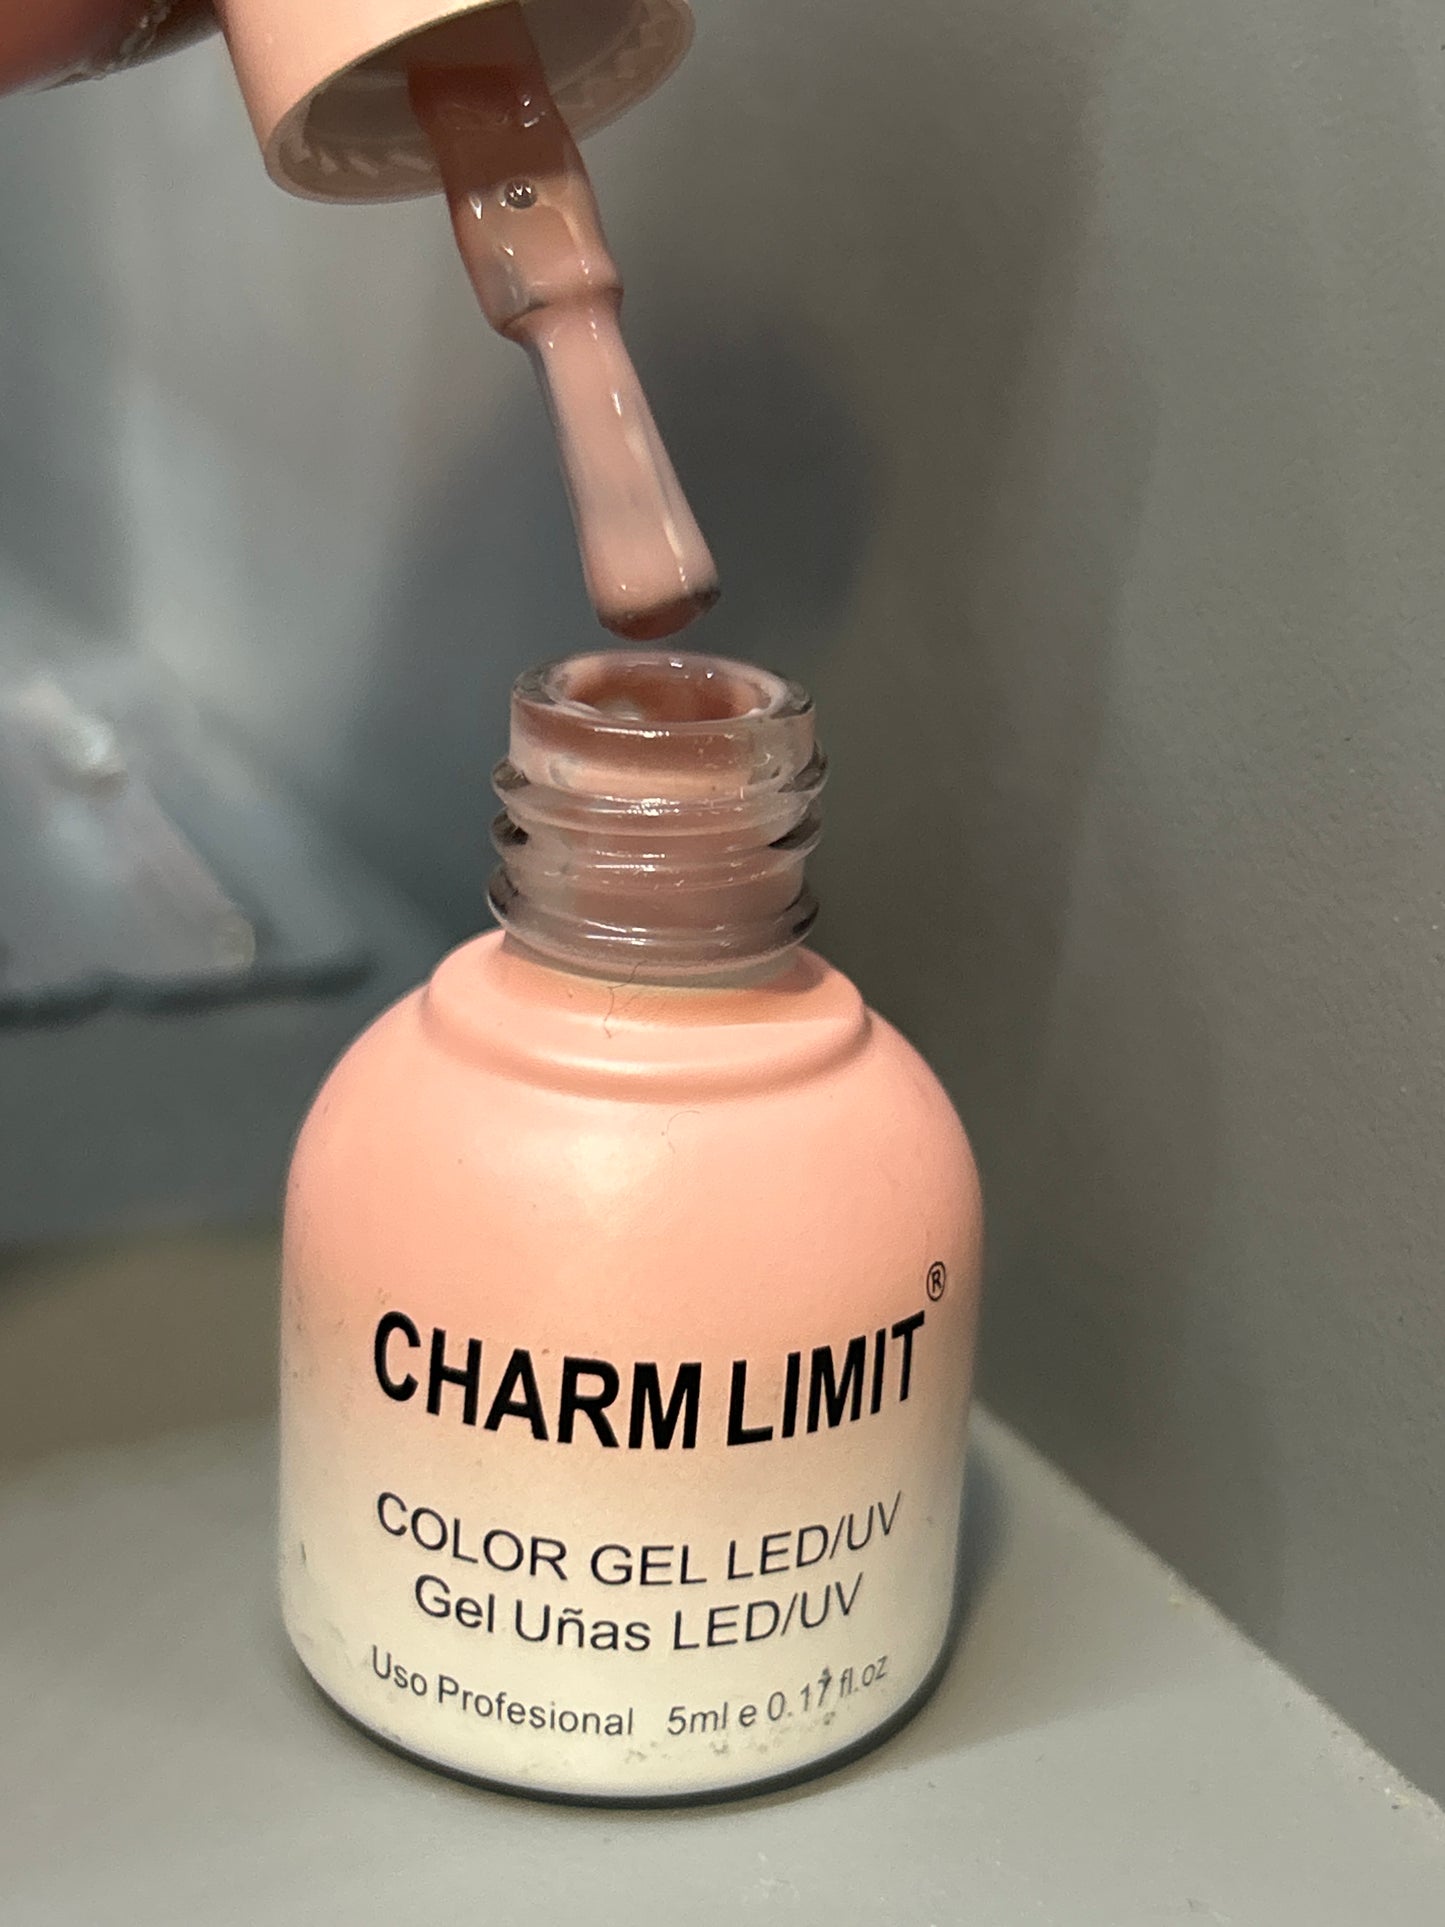 CHARM LIMIT®
COLOR GEL LED/UV
Gel Uñas LED/UV
Uso Profesional 5ml e 0.17 fl.oz